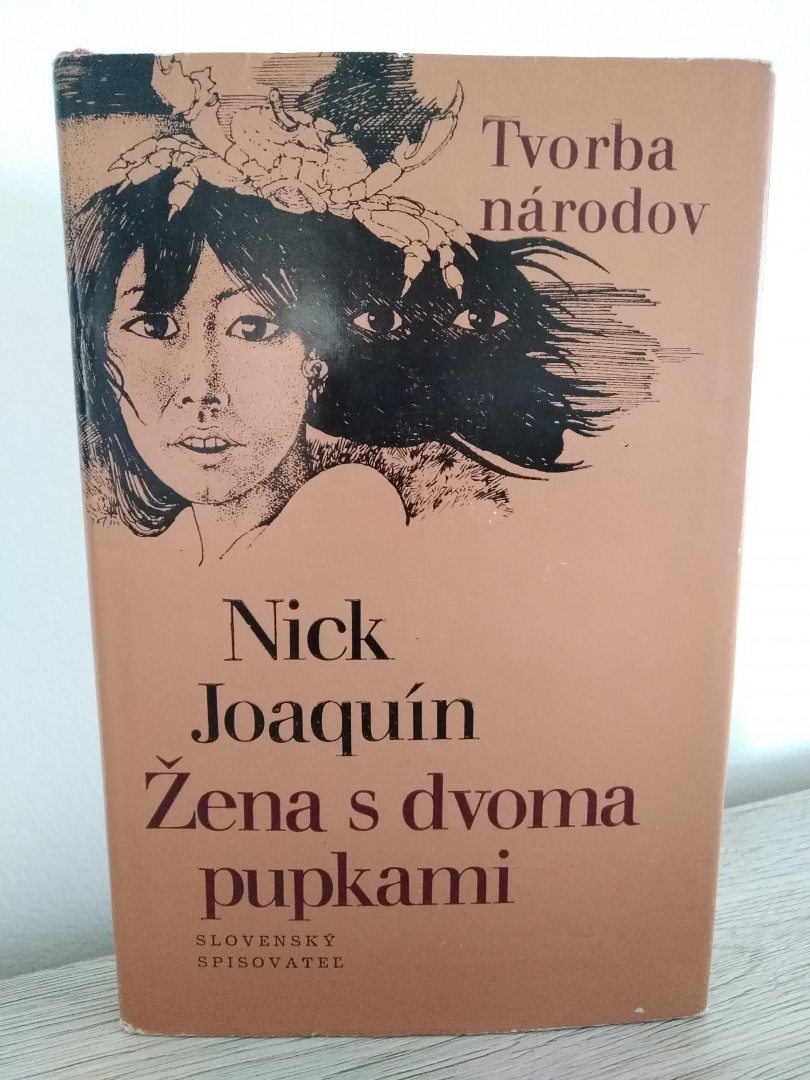 Tvorba
národov
Nick
Joaquín
Žena s dvoma
pupkami
SLOVENSKÝ
SPISOVATEĽ